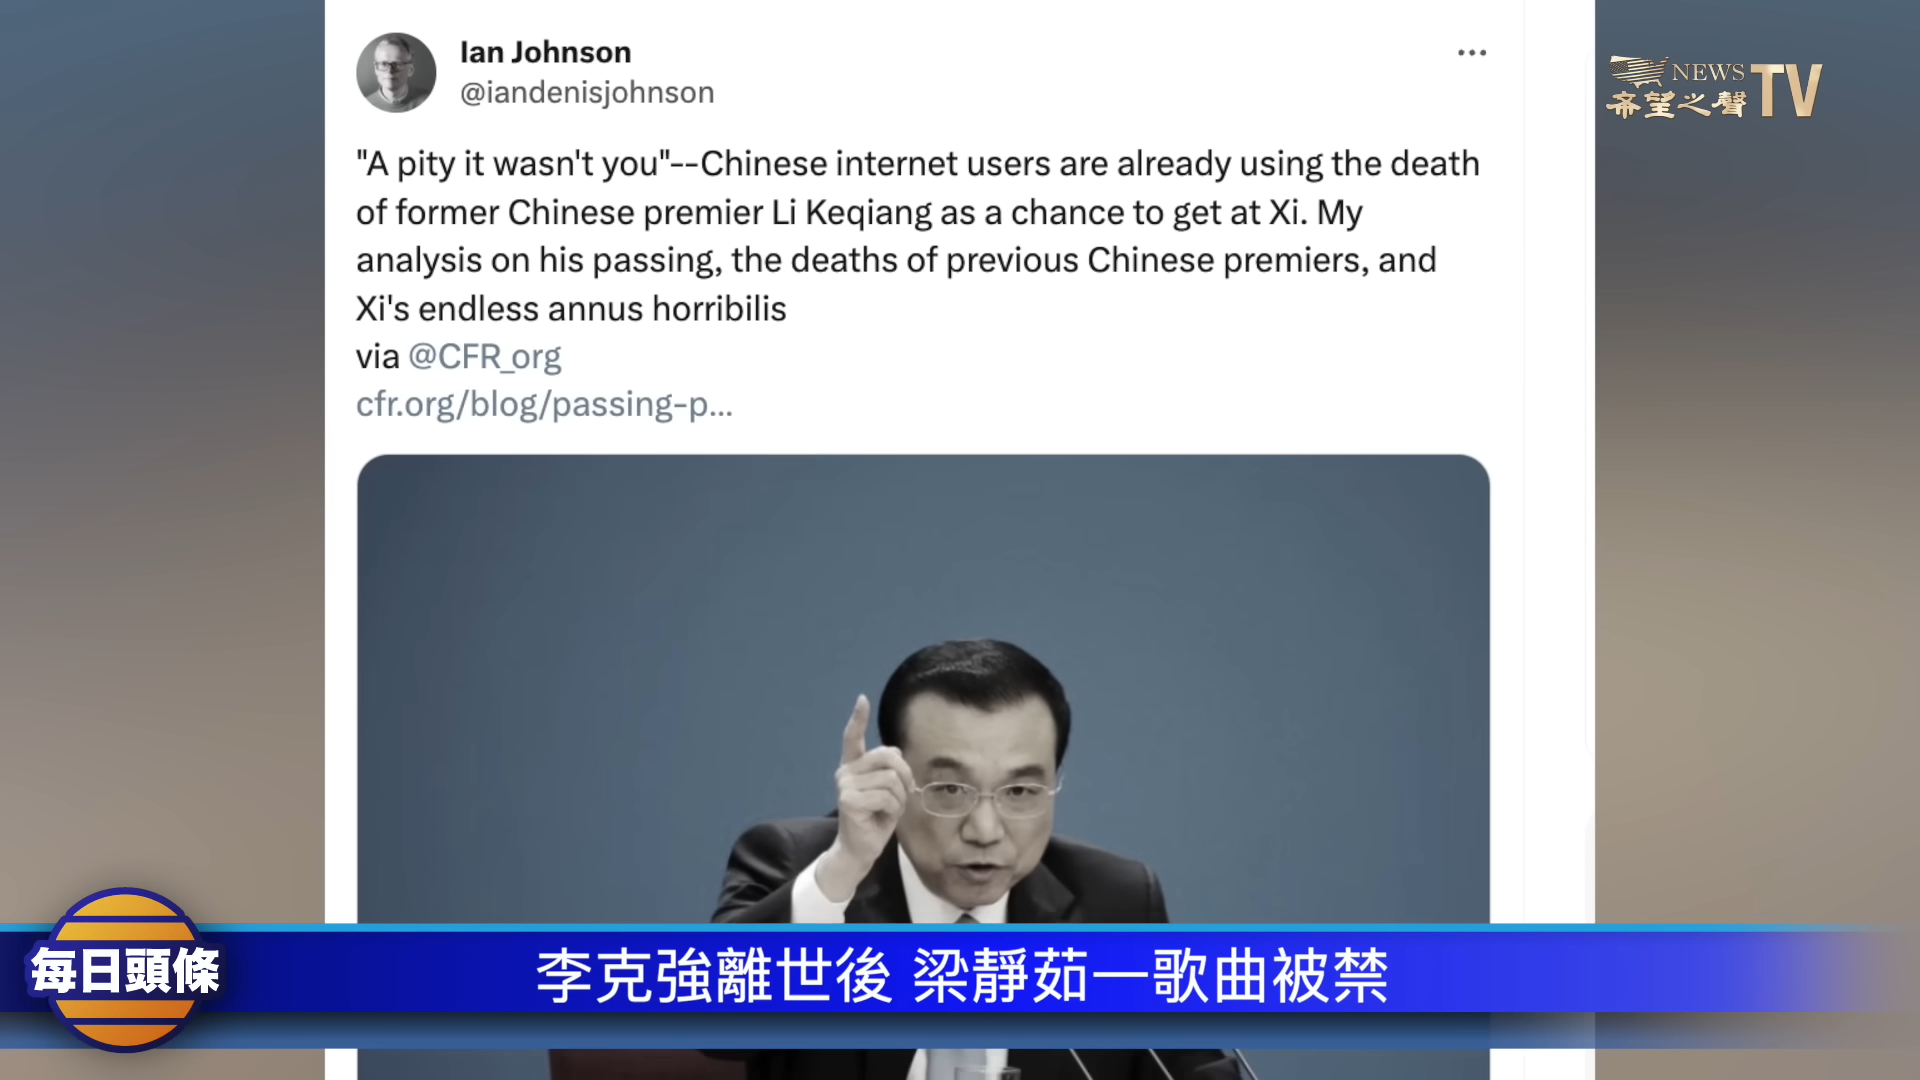 Ian Johnson
@iandenisjohnson
"A pity it wasn't you"--Chinese internet users are already using the death
of former Chinese premier Li Keqiang as a chance to get at Xi. My
analysis on his passing, the deaths of previous Chinese premiers, and
Xi's endless annus horribilis
via @CFR_org
cfr.org/blog/passing-p...
NEWS
希望之聲TV
每日頭條
李克強離世後 梁靜茹一歌曲被禁